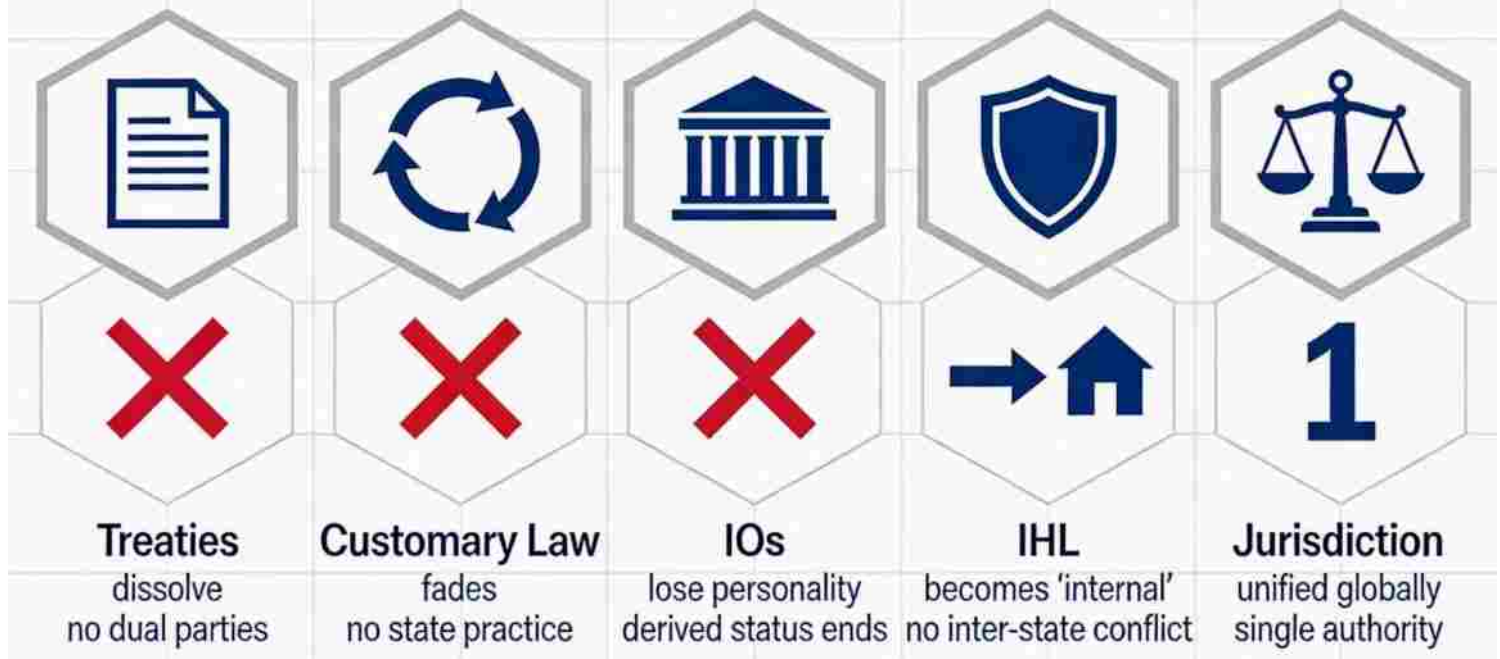 1
Treaties
dissolve
no dual parties
Customary Law
fades
no state practice
IOs
lose personality
derived status ends
IHL
becomes ‘internal’
no inter-state conflict
Jurisdiction
unified globally
single authority